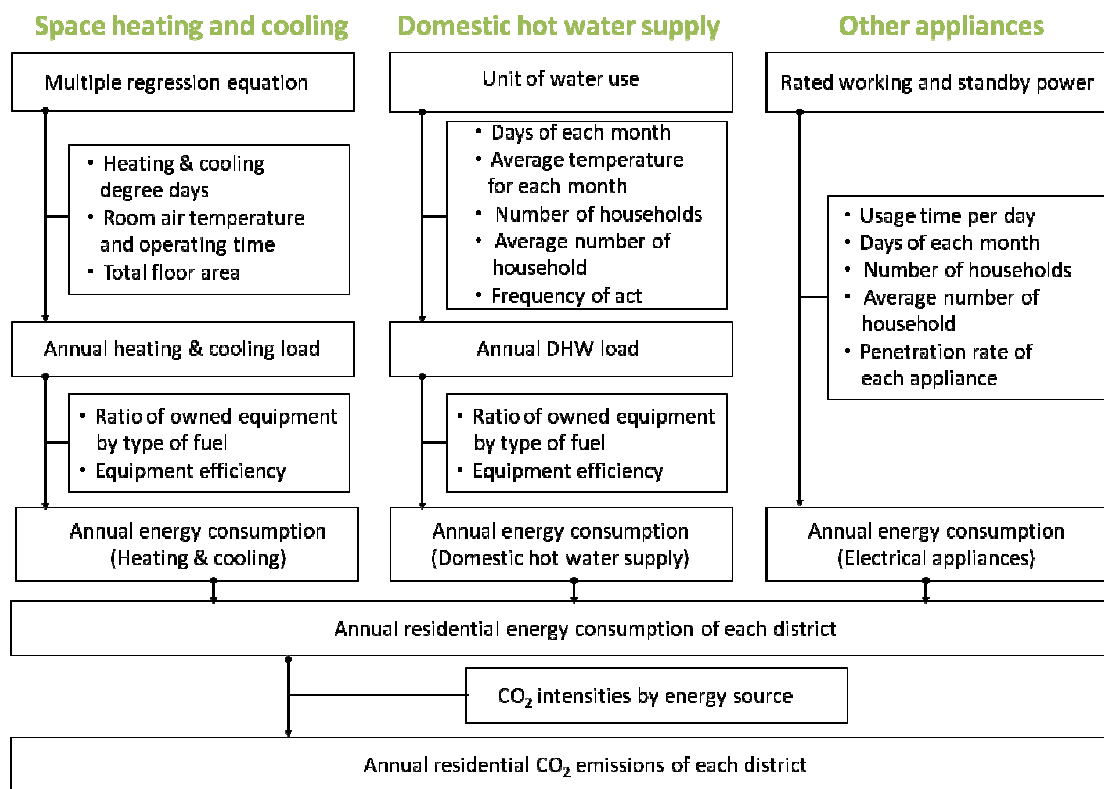 Space heating and cooling
Multiple regression equation
• Heating & cooling
degree days
• Room air temperature
and operating time
• Total floor area
Annual heating & cooling load
• Ratio of owned equipment
by type of fuel
• Equipment efficiency
Annual energy consumption
(Heating & cooling)
Domestic hot water supply
Unit of water use
• Days of each month
• Average temperature
for each month
• Number of households
• Average number of
household
• Frequency of act
Annual DHW load
• Ratio of owned equipment
by type of fuel
• Equipment efficiency
Annual energy consumption
(Domestic hot water supply)
Other appliances
Rated working and standby power
• Usage time per day
• Days of each month
• Number of households
• Average number of
household
• Penetration rate of
each appliance
Annual energy consumption
(Electrical appliances)
Annual residential energy consumption of each district
CO₂ intensities by energy source
Annual residential CO₂ emissions of each district